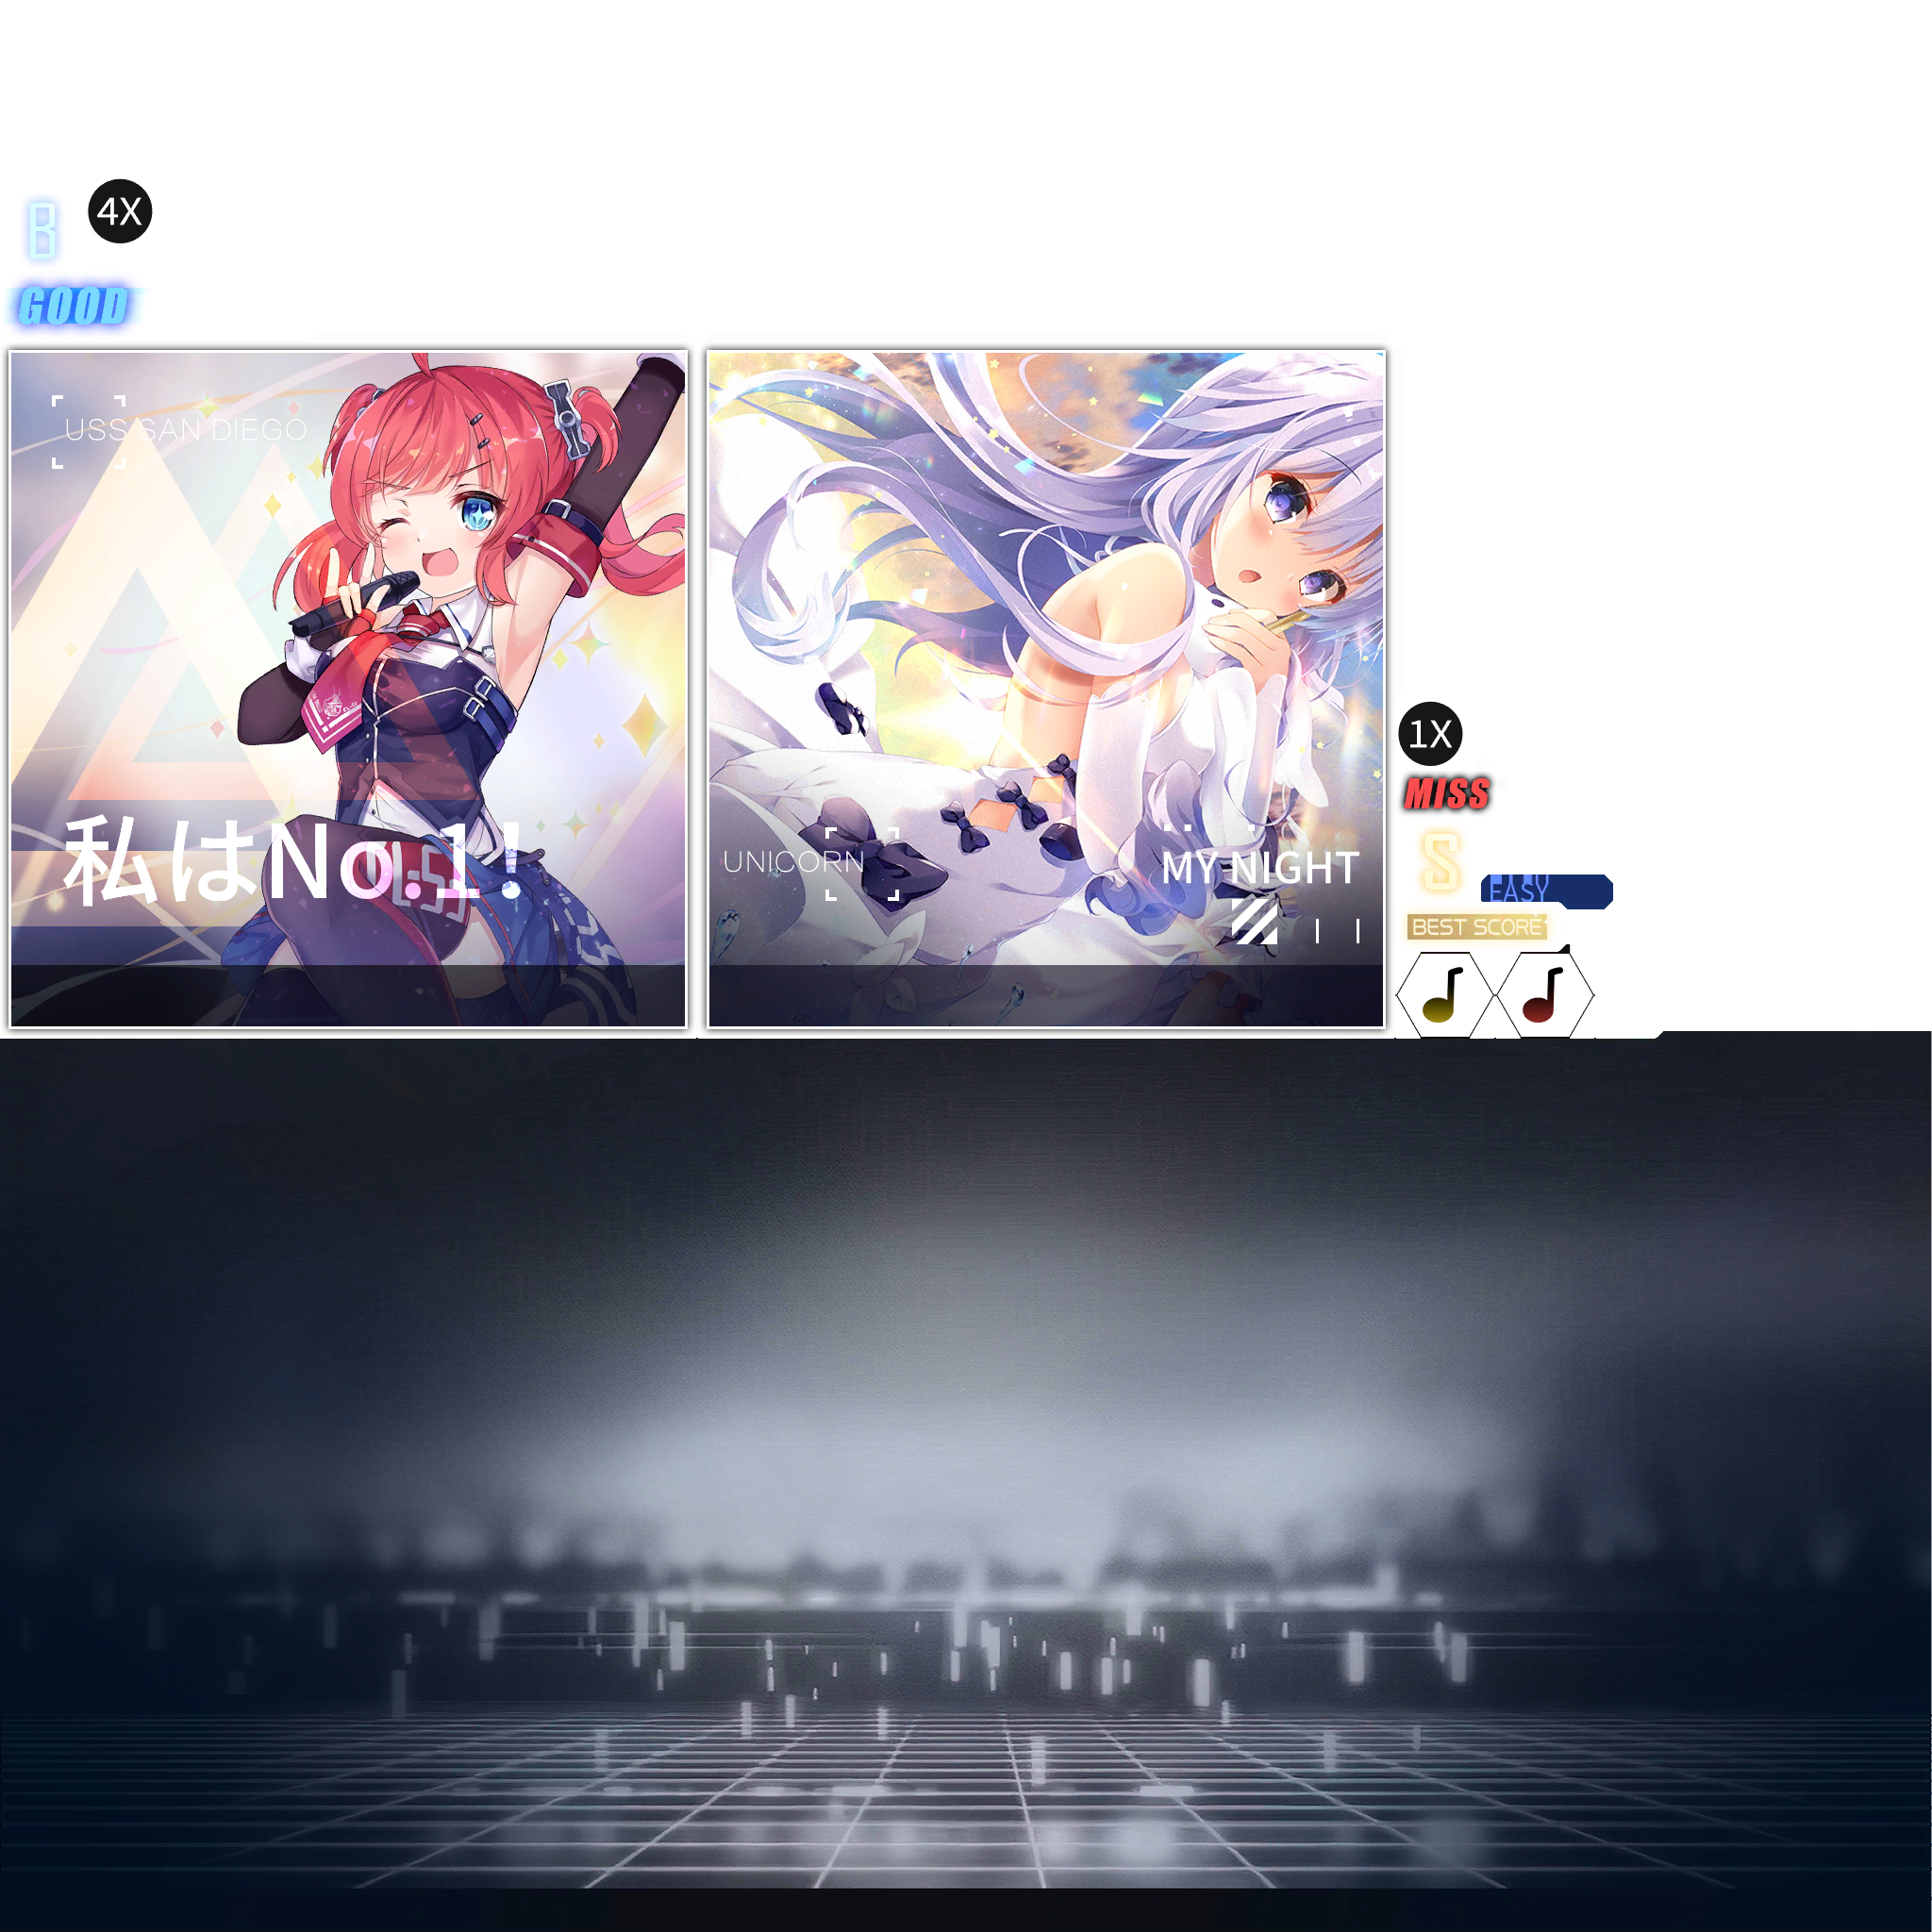 B
4X
GOOD
USS SAN DIEGO
私はNo.1!
UNICORN
MY NIGHT
1X
MISS
S
EASY
BEST SCORE